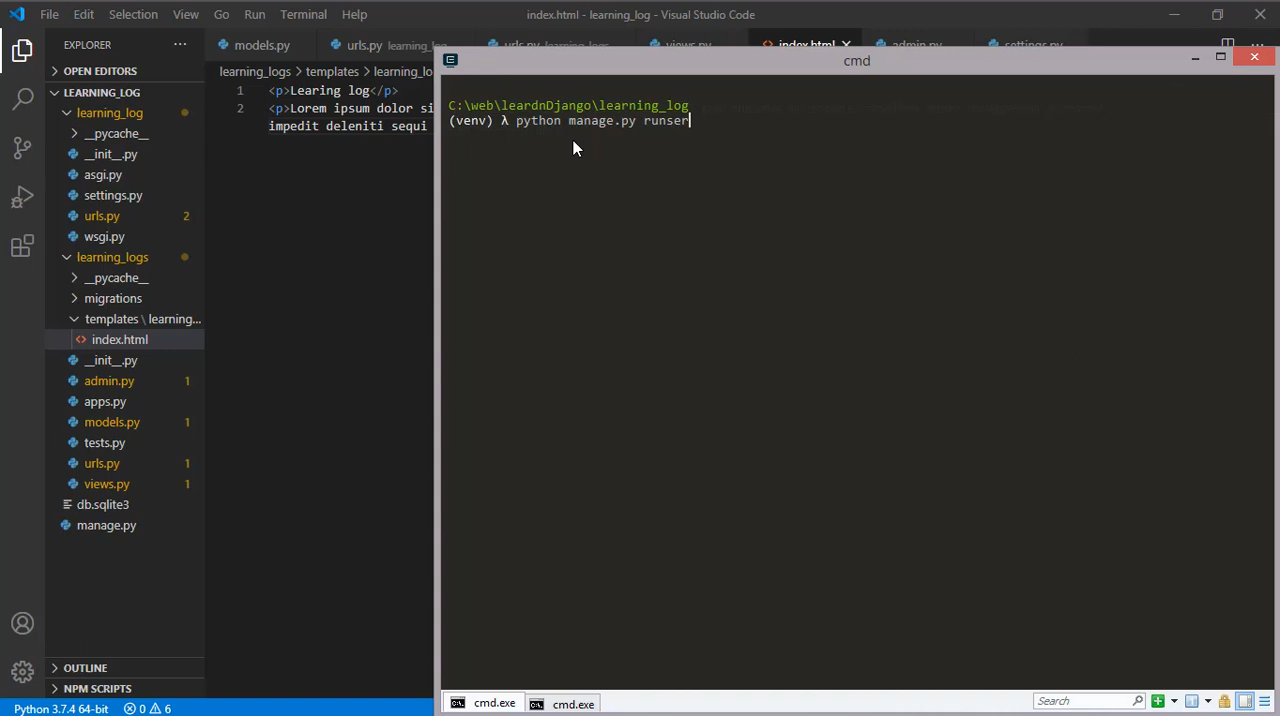 File Edit Selection View Go Run Terminal Help
index.html - learning_log - Visual Studio Code
EXPLORER
models.py
urls.py learning_log
views.py
index.html
admin.py
settings.py
OPEN EDITORS
LEARNING_LOG
learning_log
__pycache__
__init__.py
asgi.py
settings.py
urls.py 2
wsgi.py
learning_logs
__pycache__
migrations
templates \ learning...
index.html
__init__.py
admin.py 1
apps.py
models.py 1
tests.py
urls.py 1
views.py 1
db.sqlite3
manage.py
OUTLINE
NPM SCRIPTS
learning_logs > templates > learning_lo
1 <p>Learing log</p>
2 <p>Lorem ipsum dolor si
impedit deleniti sequi
cmd
C:\web\leardnDjango\learning_log
(venv) λ python manage.py runser
cmd.exe
cmd.exe
Search
Python 3.7.4 64-bit 0 6